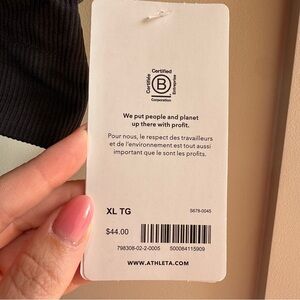 Certified
Certifiée
B
Entreprise
Corporation
We put people and planet
up there with profit.
Pour nous, le respect des travailleurs
et de l'environnement est tout aussi
important que le sont les profits.
XL TG
5678-0045
$44.00
798308-02-2-0005 500084115909
WWW.ATHLETA.COM